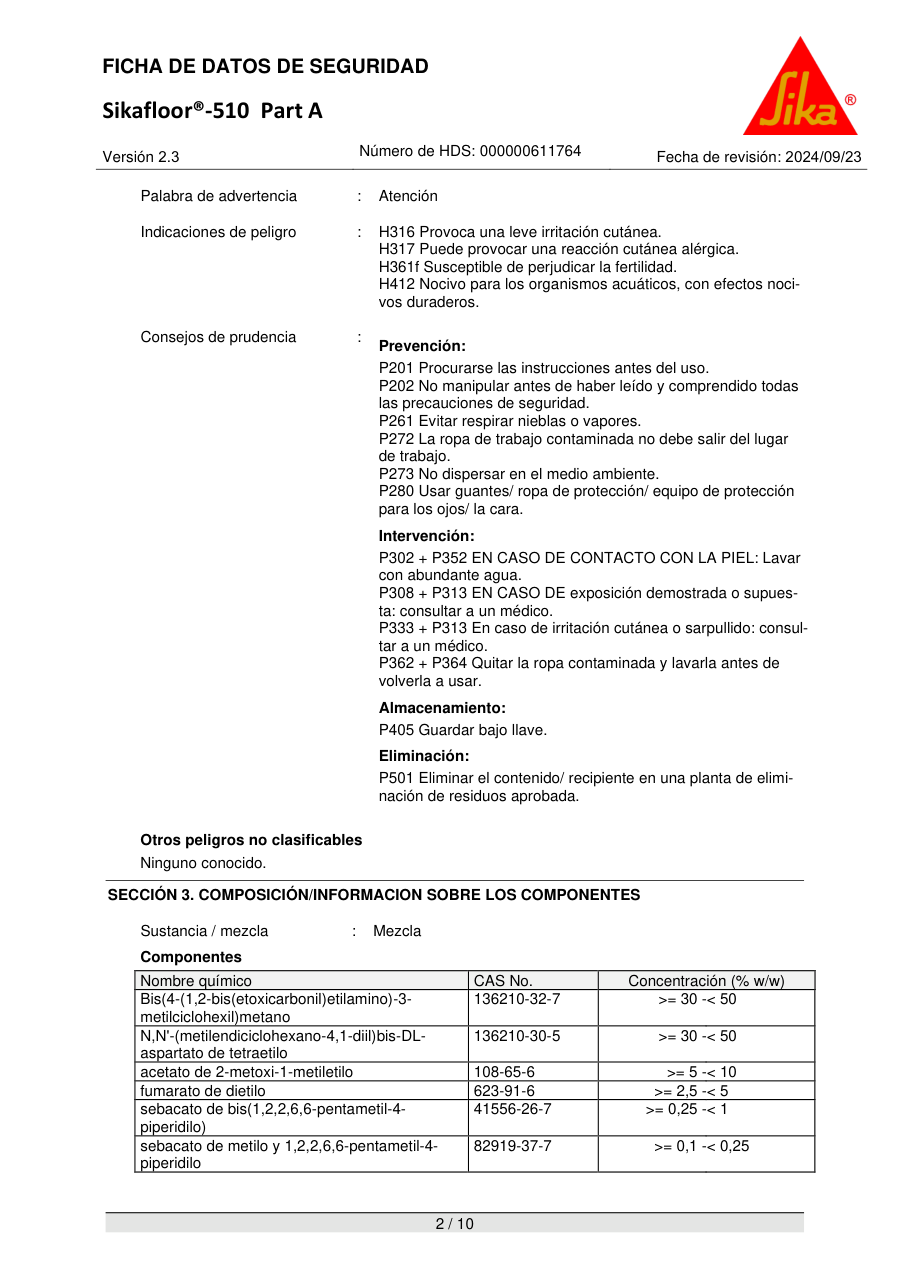 FICHA DE DATOS DE SEGURIDAD
Sikafloor®-510 Part A
Sika®
Versión 2.3
Número de HDS: 000000611764
Fecha de revisión: 2024/09/23
Palabra de advertencia : Atención
Indicaciones de peligro : H316 Provoca una leve irritación cutánea.
H317 Puede provocar una reacción cutánea alérgica.
H361f Susceptible de perjudicar la fertilidad.
H412 Nocivo para los organismos acuáticos, con efectos noci-
vos duraderos.
Consejos de prudencia :
Prevención:
P201 Procurarse las instrucciones antes del uso.
P202 No manipular antes de haber leído y comprendido todas
las precauciones de seguridad.
P261 Evitar respirar nieblas o vapores.
P272 La ropa de trabajo contaminada no debe salir del lugar
de trabajo.
P273 No dispersar en el medio ambiente.
P280 Usar guantes/ ropa de protección/ equipo de protección
para los ojos/ la cara.
Intervención:
P302 + P352 EN CASO DE CONTACTO CON LA PIEL: Lavar
con abundante agua.
P308 + P313 EN CASO DE exposición demostrada o supues-
ta: consultar a un médico.
P333 + P313 En caso de irritación cutánea o sarpullido: consul-
tar a un médico.
P362 + P364 Quitar la ropa contaminada y lavarla antes de
volverla a usar.
Almacenamiento:
P405 Guardar bajo llave.
Eliminación:
P501 Eliminar el contenido/ recipiente en una planta de elimi-
nación de residuos aprobada.
Otros peligros no clasificables
Ninguno conocido.
SECCIÓN 3. COMPOSICIÓN/INFORMACION SOBRE LOS COMPONENTES
Sustancia / mezcla : Mezcla
Componentes
Nombre químico CAS No. Concentración (% w/w)
Bis(4-(1,2-bis(etoxicarbonil)etilamino)-3- 136210-32-7 >= 30 -< 50
metilciclohexil)metano
N,N'-(metilendiciclohexano-4,1-diil)bis-DL- 136210-30-5 >= 30 -< 50
aspartato de tetraetilo
acetato de 2-metoxi-1-metiletilo 108-65-6 >= 5 -< 10
fumarato de dietilo 623-91-6 >= 2,5 -< 5
sebacato de bis(1,2,2,6,6-pentametil-4- 41556-26-7 >= 0,25 -< 1
piperidilo)
sebacato de metilo y 1,2,2,6,6-pentametil-4- 82919-37-7 >= 0,1 -< 0,25
piperidilo
2 / 10